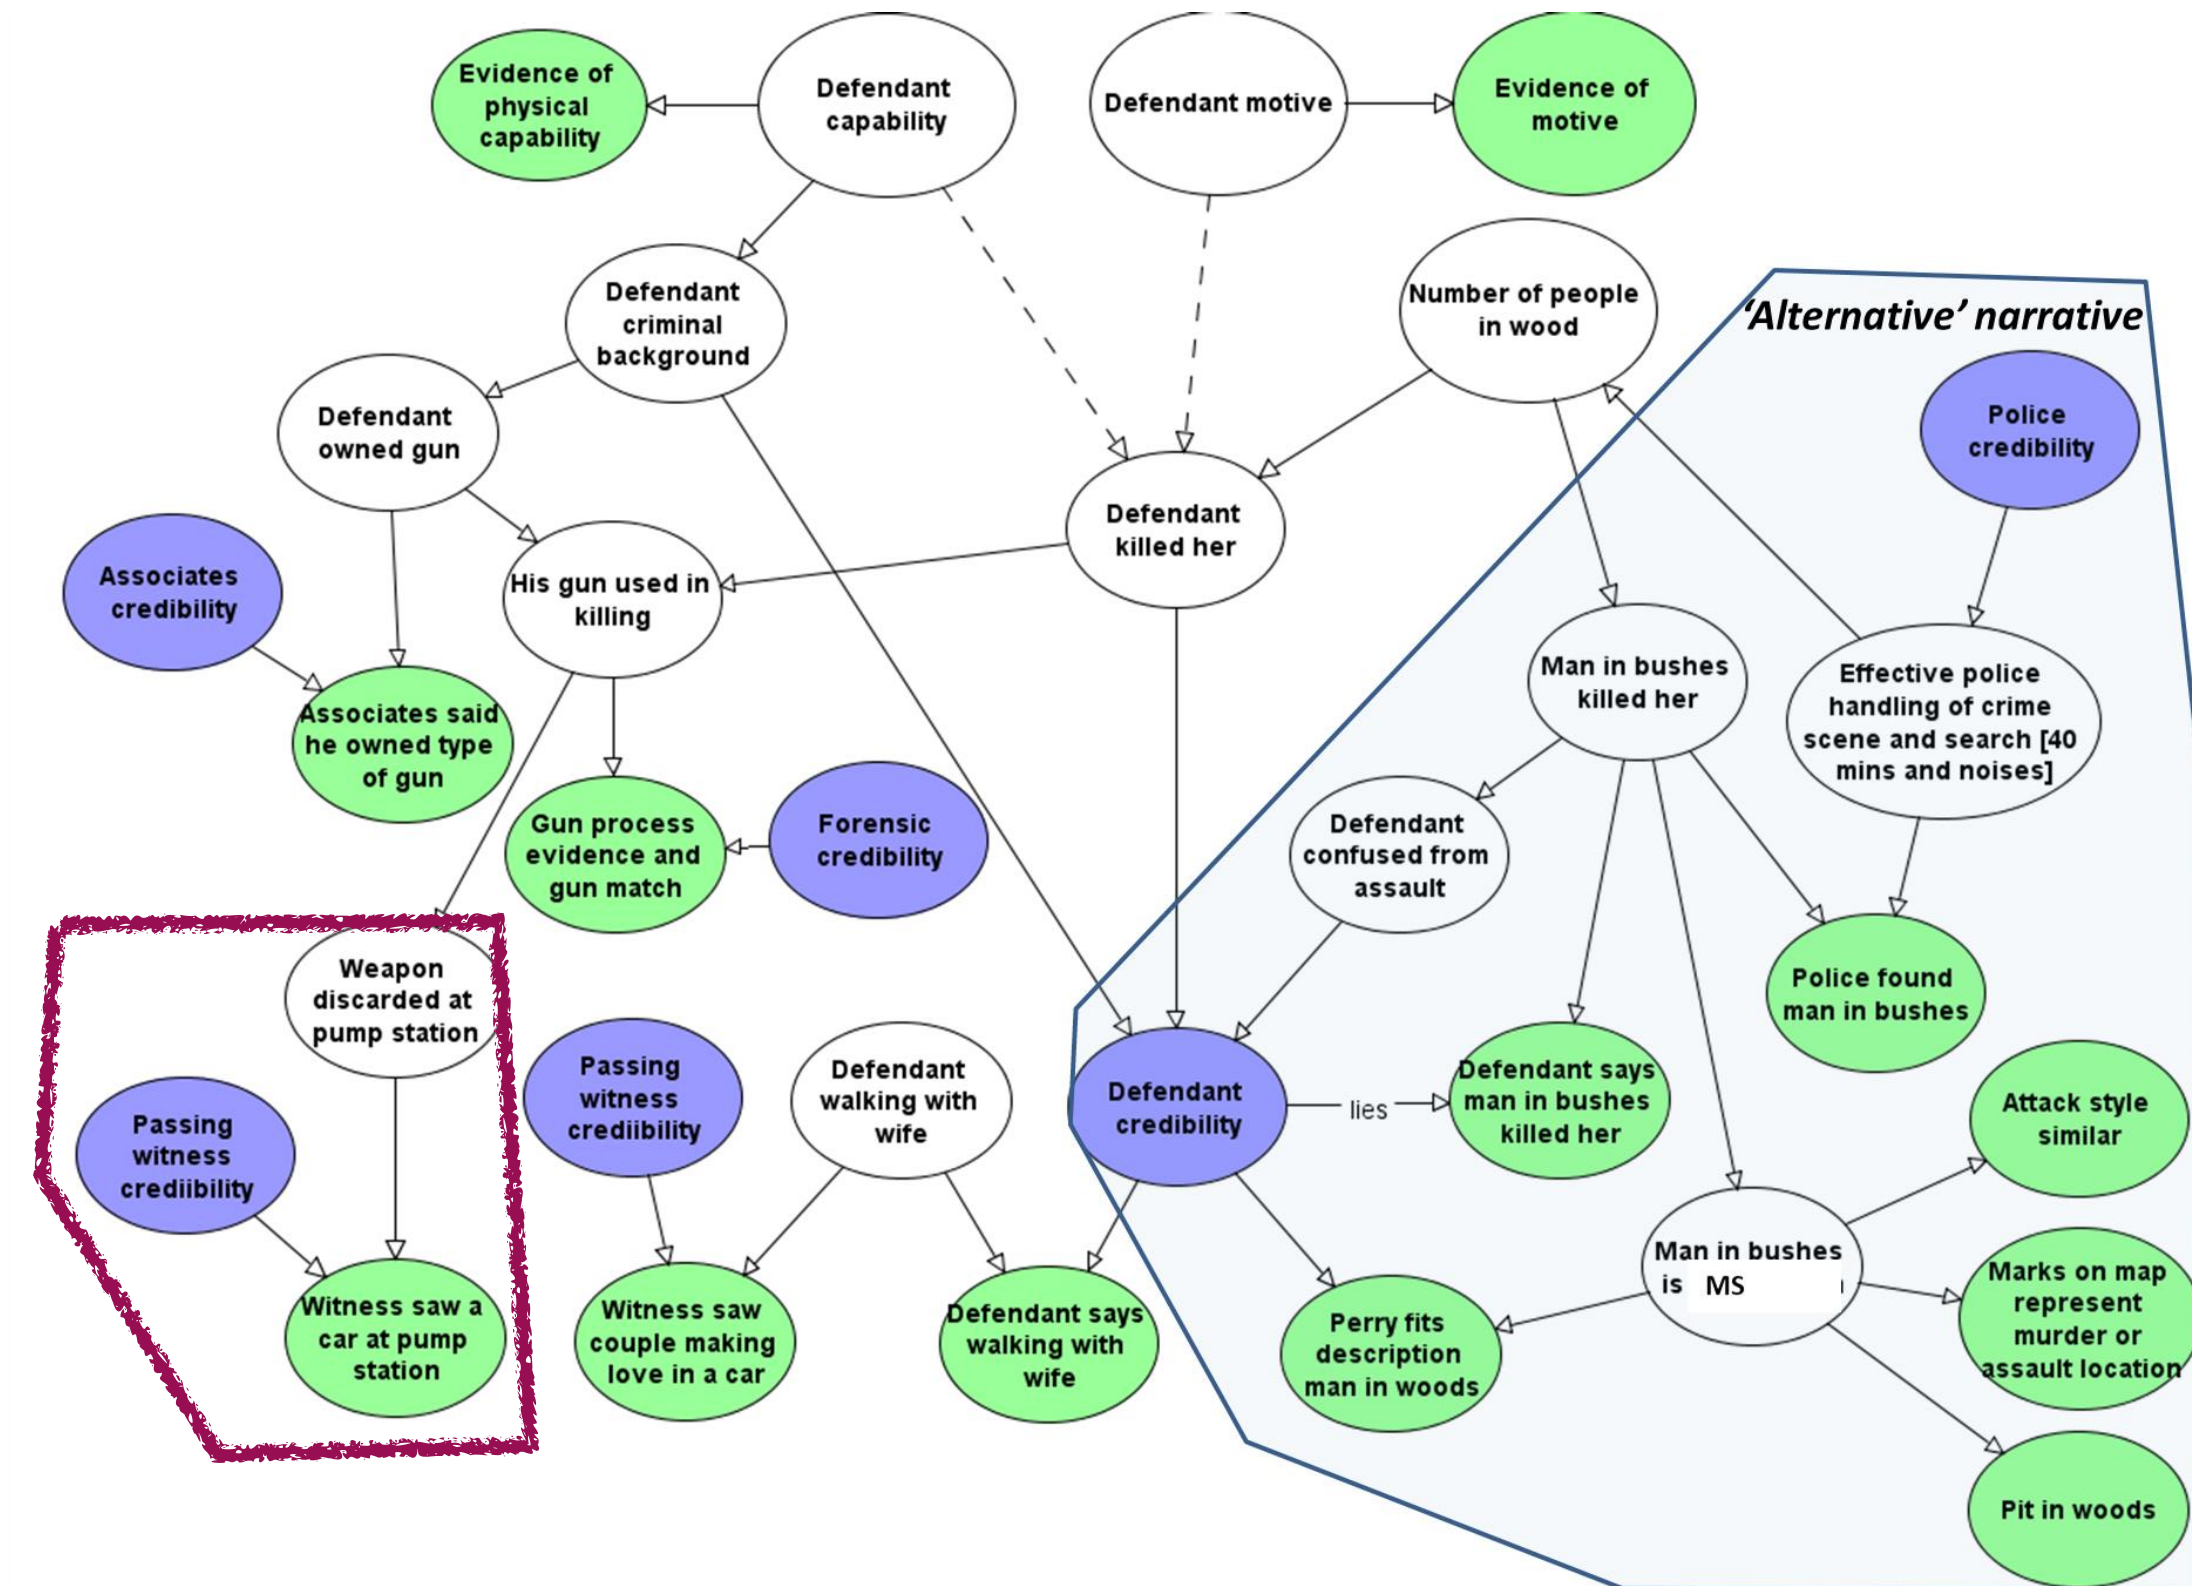 Evidence of
physical
capability
Defendant
capability
Defendant motive
Evidence of
motive
Defendant
criminal
background
Number of people
in wood
'Alternative' narrative
Police
credibility
Defendant
owned gun
Defendant
killed her
Associates
credibility
His gun used in
killing
Man in bushes
killed her
Effective police
handling of crime
scene and search [40
mins and noises]
Associates said
he owned type
of gun
Gun process
evidence and
gun match
Forensic
credibility
Defendant
confused from
assault
Weapon
discarded at
pump station
Police found
man in bushes
Passing
witness
crediibility
Passing
witness
crediibility
Defendant
walking with
wife
Defendant
credibility
lies
Defendant says
man in bushes
killed her
Attack style
similar
Witness saw a
car at pump
station
Witness saw
couple making
love in a car
Defendant says
walking with
wife
Perry fits
description
man in woods
Man in bushes
is MS
Marks on map
represent
murder or
assault location
Pit in woods